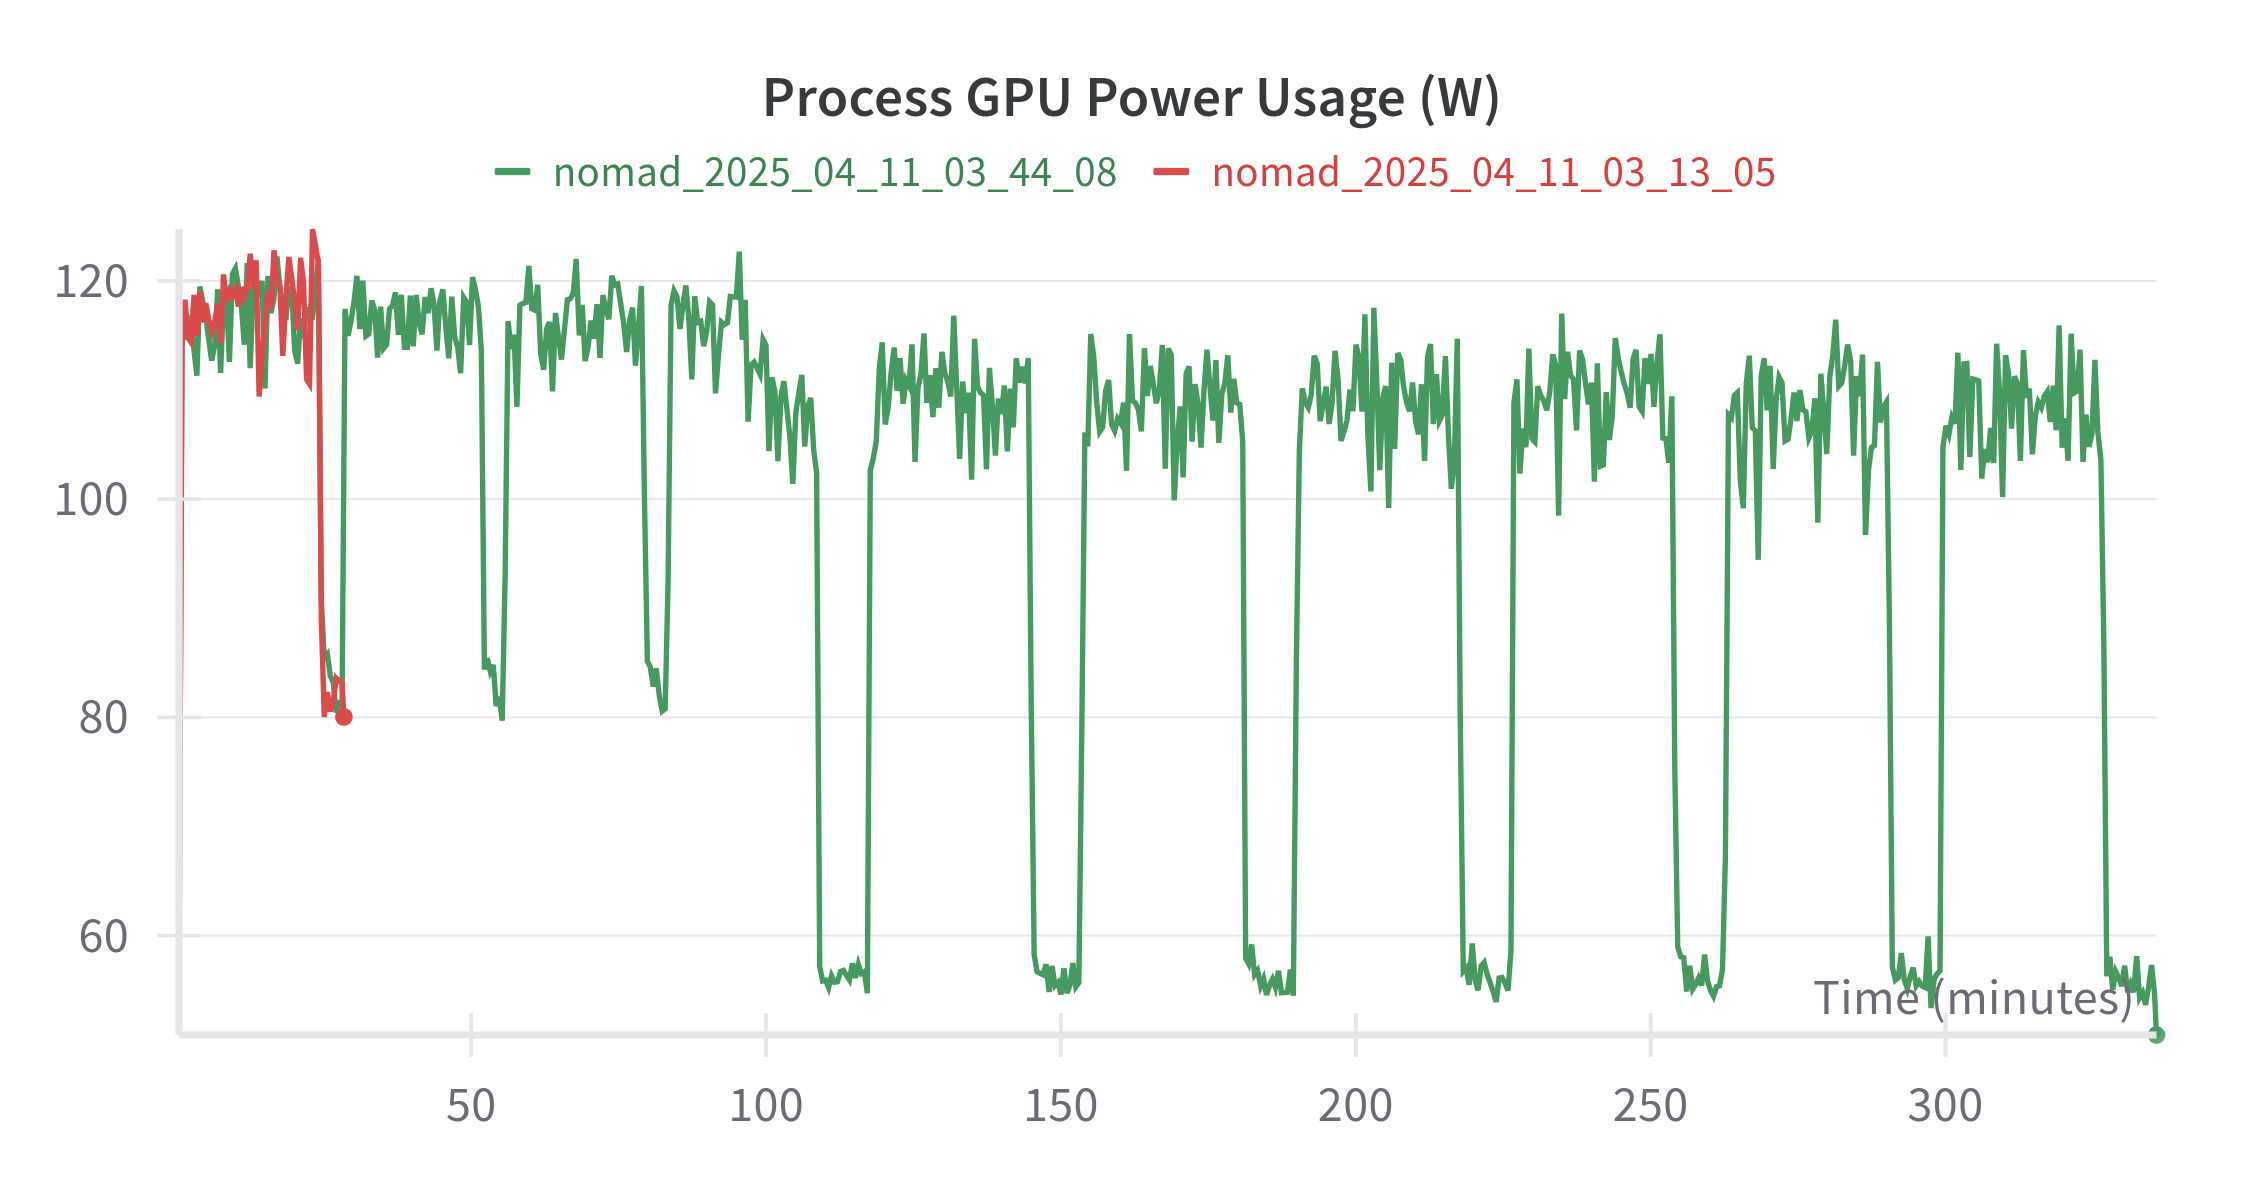 Process GPU Power Usage (W)
nomad_2025_04_11_03_44_08 nomad_2025_04_11_03_13_05
120
100
80
60
Time (minutes)
50 100 150 200 250 300